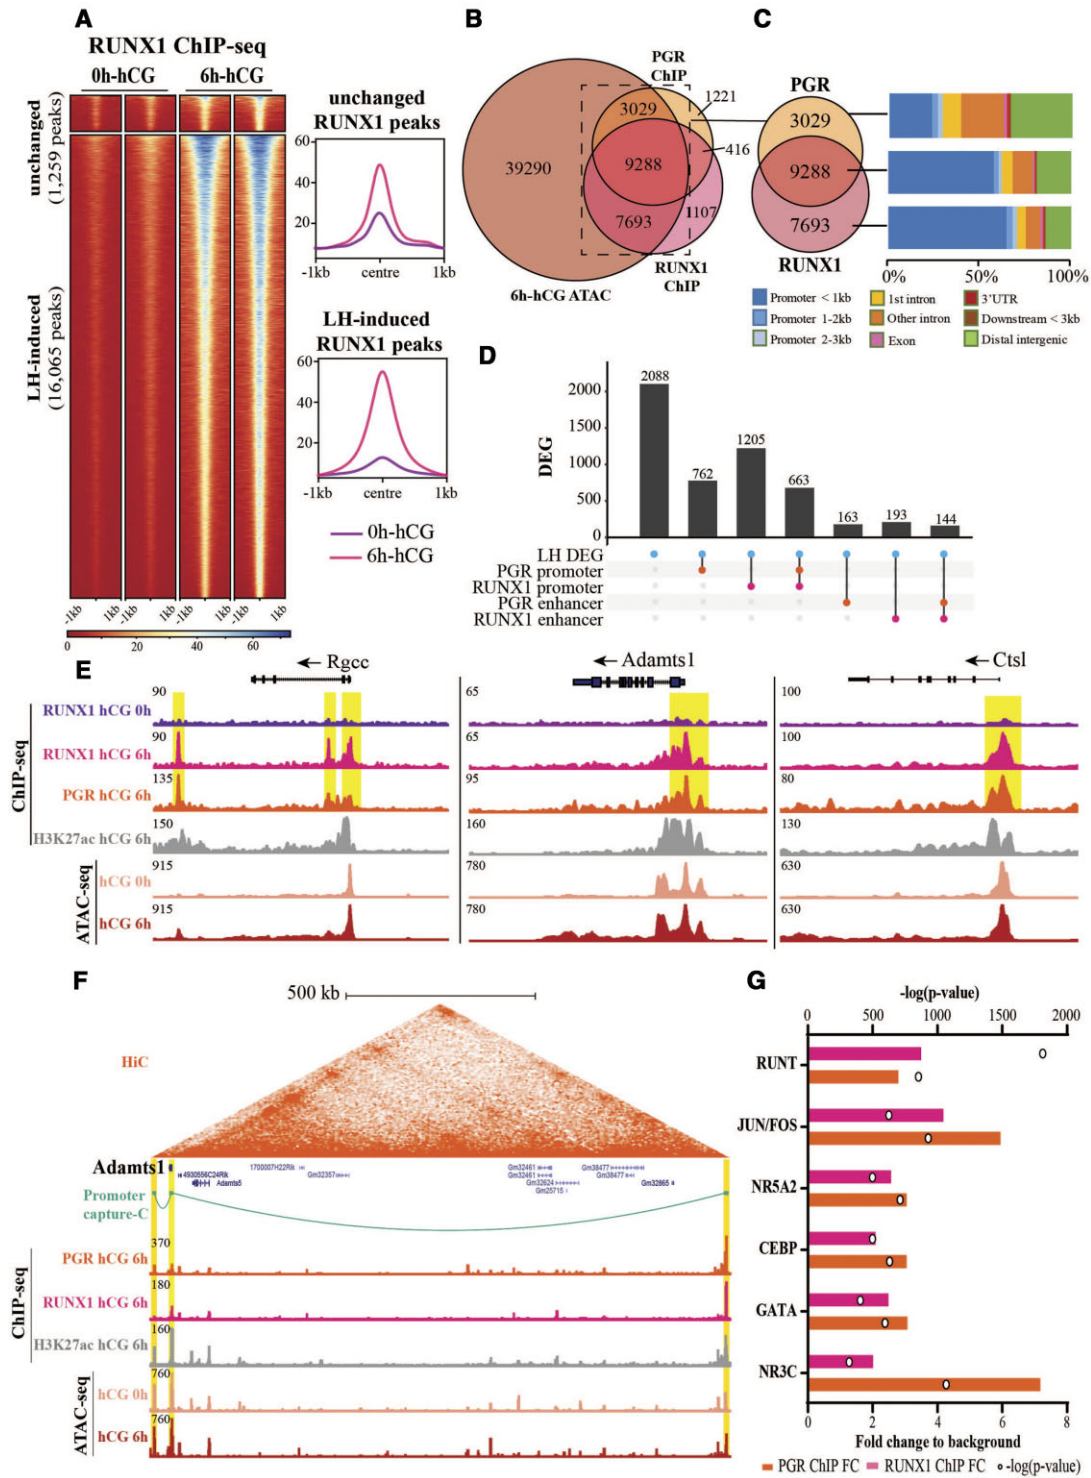 A
RUNX1 ChIP-seq
0h-hCG 6h-hCG
unchanged
(1,259 peaks)
LH-induced
(16,065 peaks)
-1kb 1kb -1kb 1kb -1kb 1kb -1kb 1kb
0 20 40 60
unchanged
RUNX1 peaks
60
40
20
-1kb centre 1kb
LH-induced
RUNX1 peaks
60
20
-1kb centre 1kb
0h-hCG
6h-hCG
B
PGR
ChIP
1221
3029
416
39290
9288
7693
1107
RUNX1
ChIP
6h-hCG ATAC
C
PGR
3029
9288
7693
RUNX1
0% 50% 100%
Promoter < 1kb
Promoter 1-2kb
Promoter 2-3kb
1st intron
Other intron
Exon
3'UTR
Downstream < 3kb
Distal intergenic
D
DEG
2000
1500
1000
500
0
2088
762
1205
663
163
193
144
LH DEG
PGR promoter
RUNX1 promoter
PGR enhancer
RUNX1 enhancer
E
Rgcc
Adamts1
Ctsl
ChIP-seq
ATAC-seq
RUNX1 hCG 0h
90 65 100
RUNX1 hCG 6h
90 65 100
PGR hCG 6h
135 95 80
H3K27ac hCG 6h
150 160 130
hCG 0h
915 780 630
hCG 6h
915 780 630
F
500 kb
HiC
Adamts1
4930556C24Rik
Adamts5
1700007H22Rik
Gm32357
Gm32461
Gm32461
Gm32624
Gm25715
Gm38477
Gm38477
Gm32865
Promoter
capture-C
ChIP-seq
ATAC-seq
370
PGR hCG 6h
180
RUNX1 hCG 6h
160
H3K27ac hCG 6h
760
hCG 0h
760
hCG 6h
G
-log(p-value)
0 500 1000 1500 2000
RUNT
JUN/FOS
NR5A2
CEBP
GATA
NR3C
0 2 4 6 8
Fold change to background
PGR ChIP FC RUNX1 ChIP FC -log(p-value)